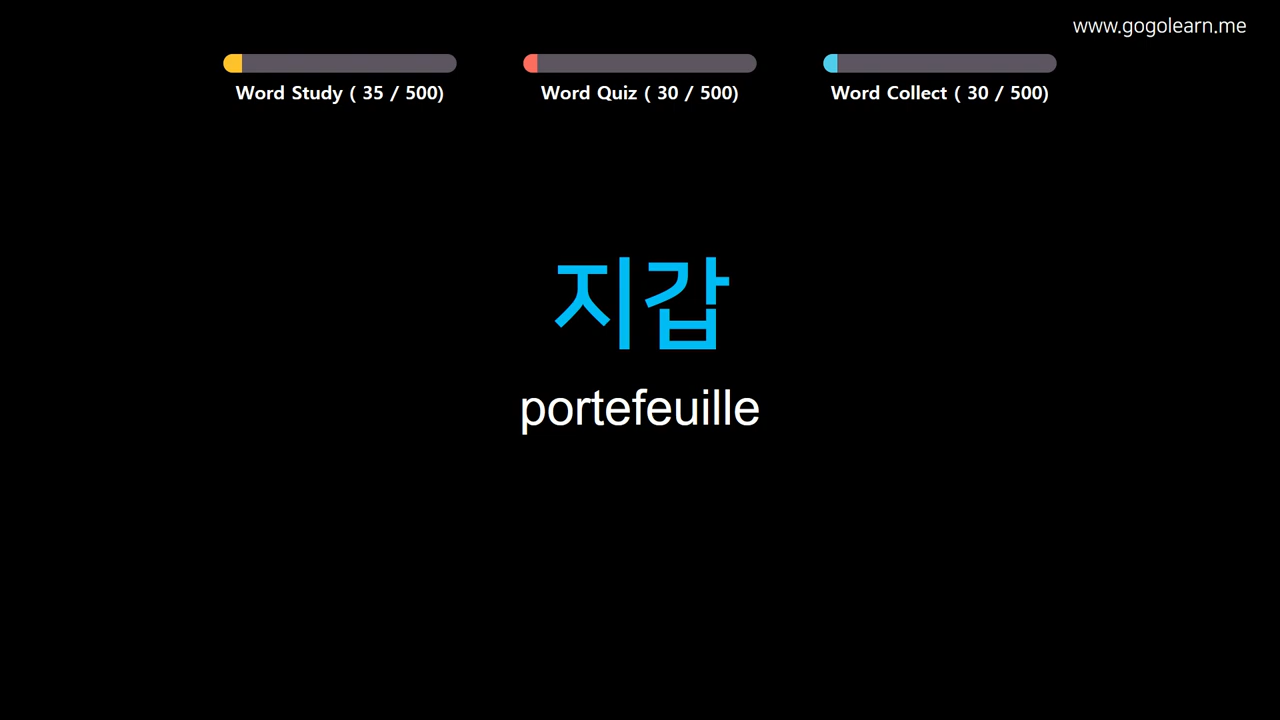 www.gogolearn.me
Word Study ( 35 / 500)
Word Quiz ( 30 / 500)
Word Collect ( 30 / 500)
지갑
portefeuille